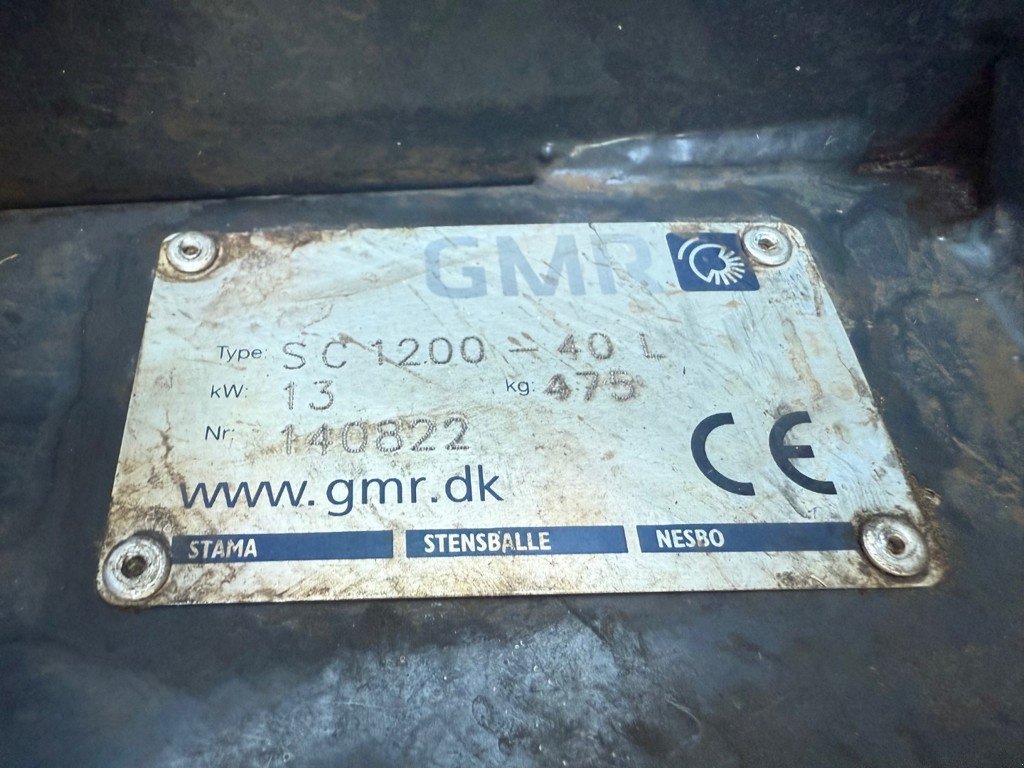 GMR
Type: SC 1200-40 L
kW: 13 kg: 475
Nr: 140822
CE
www.gmr.dk
STAMA STENSBALLE NESBO